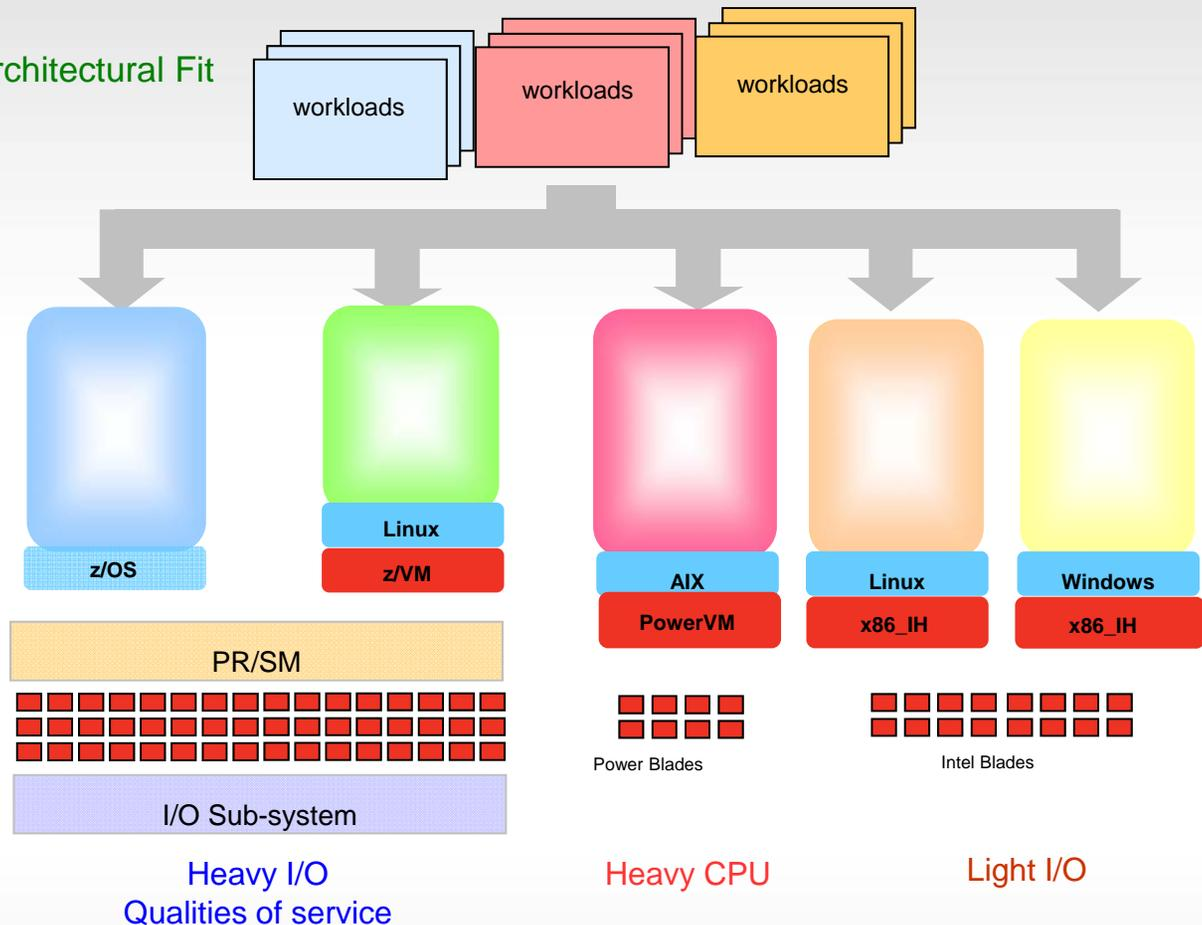 rchitectural Fit
workloads
workloads
workloads
z/OS
Linux
z/VM
AIX
PowerVM
Linux
x86_IH
Windows
x86_IH
PR/SM
Power Blades
Intel Blades
I/O Sub-system
Heavy I/O
Qualities of service
Heavy CPU
Light I/O